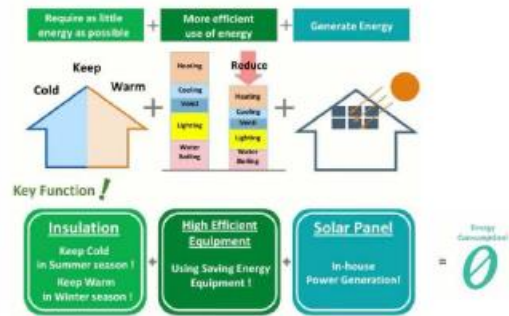 Require as little
energy as possible
+
More efficient
use of energy
+
Generate Energy
Keep
Cold
Warm
+
Heating
Cooling
Venti
Lighting
Water
Boiling
Reduce
Heating
Cooling
Venti
Lighting
Water
Boiling
+
Key Function !
Insulation
Keep Cold
in Summer season !
Keep Warm
in Winter season !
+
High Efficient
Equipment
Using Saving Energy
Equipment !
+
Solar Panel
In-house
Power Generation!
=
Energy
Consumption!
0